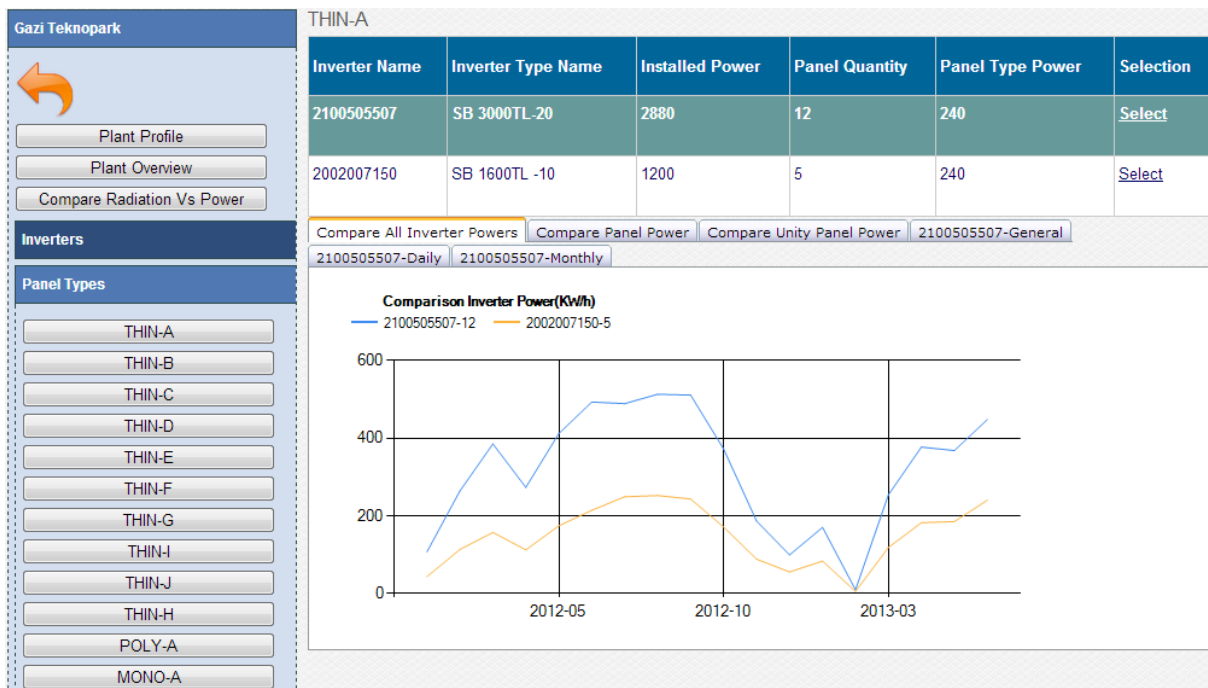 Gazi Teknopark
Plant Profile
Plant Overview
Compare Radiation Vs Power
Inverters
Panel Types
THIN-A
THIN-B
THIN-C
THIN-D
THIN-E
THIN-F
THIN-G
THIN-I
THIN-J
THIN-H
POLY-A
MONO-A
THIN-A
Inverter Name Inverter Type Name Installed Power Panel Quantity Panel Type Power Selection
2100505507 SB 3000TL-20 2880 12 240 Select
2002007150 SB 1600TL -10 1200 5 240 Select
Compare All Inverter Powers Compare Panel Power Compare Unity Panel Power 2100505507-General
2100505507-Daily 2100505507-Monthly
Comparison Inverter Power(KW/h)
2100505507-12 2002007150-5
600
400
200
0
2012-05 2012-10 2013-03